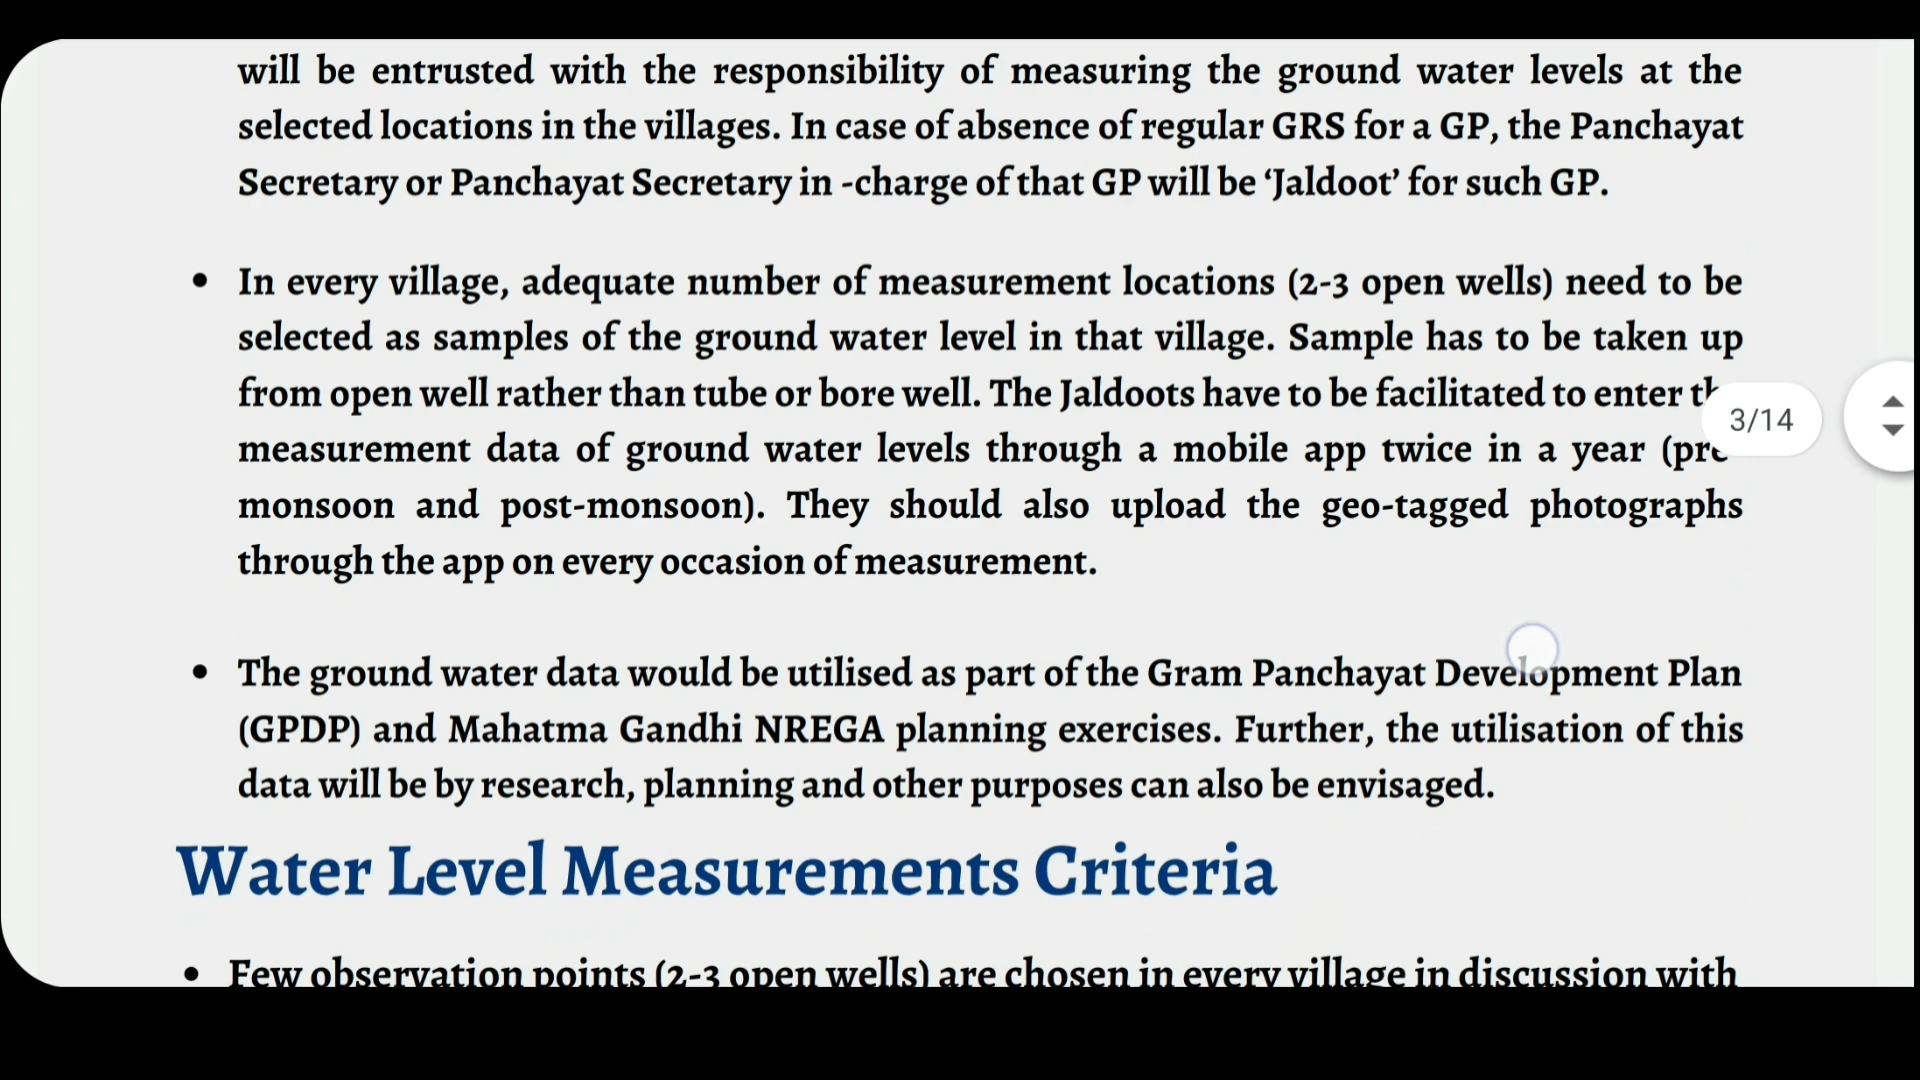 will be entrusted with the responsibility of measuring the ground water levels at the
selected locations in the villages. In case of absence of regular GRS for a GP, the Panchayat
Secretary or Panchayat Secretary in -charge of that GP will be ‘Jaldoot’ for such GP.
• In every village, adequate number of measurement locations (2-3 open wells) need to be
selected as samples of the ground water level in that village. Sample has to be taken up
from open well rather than tube or bore well. The Jaldoots have to be facilitated to enter
3/14
measurement data of ground water levels through a mobile app twice in a year (pre
monsoon and post-monsoon). They should also upload the geo-tagged photographs
through the app on every occasion of measurement.
• The ground water data would be utilised as part of the Gram Panchayat Development Plan
(GPDP) and Mahatma Gandhi NREGA planning exercises. Further, the utilisation of this
data will be by research, planning and other purposes can also be envisaged.
Water Level Measurements Criteria
• Few observation points (2-3 open wells) are chosen in every village in discussion with